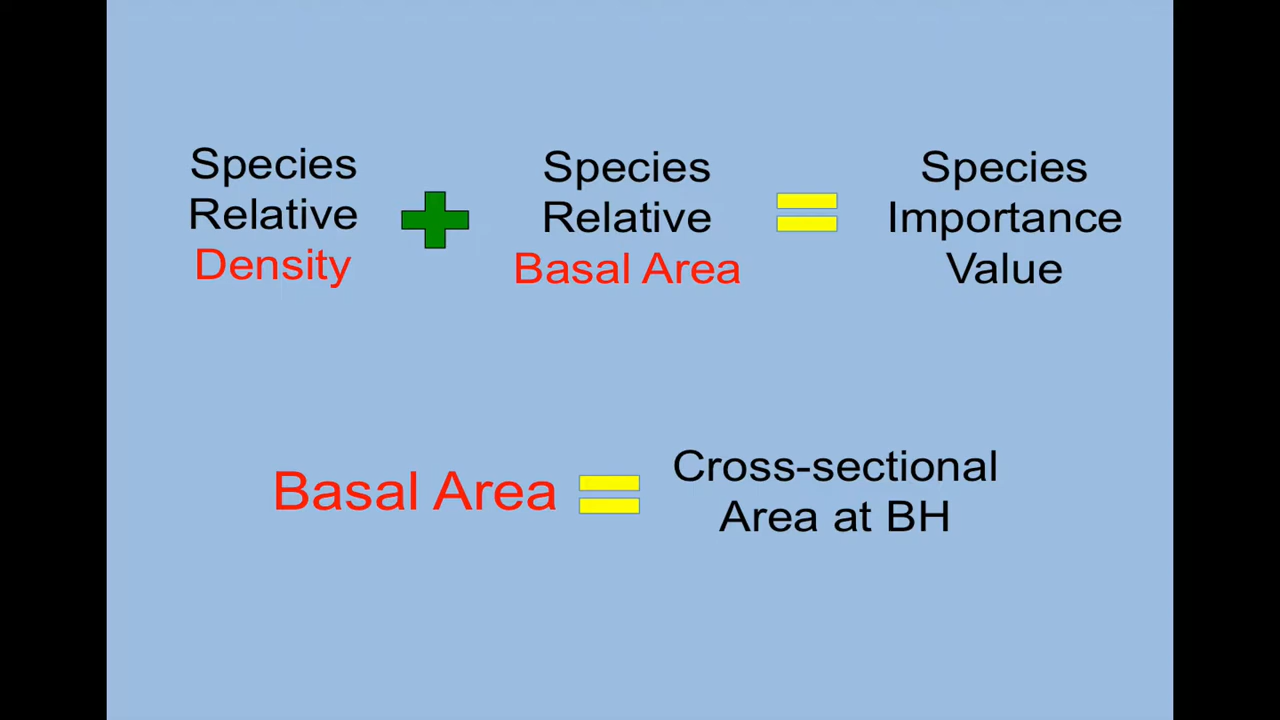 Species
Relative
Density
Species
Relative
Basal Area
Species
Importance
Value
Basal Area
Cross-sectional
Area at BH